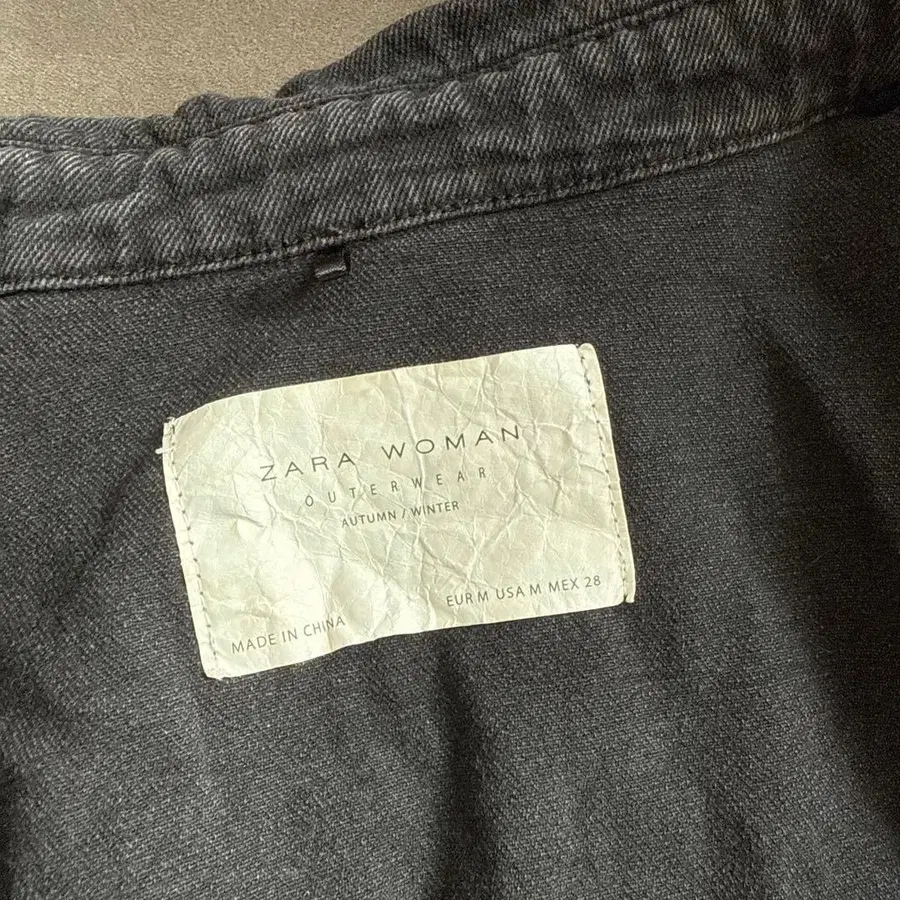 ZARA WOMAN
OUTERWEAR
AUTUMN / WINTER
EUR M USA M MEX 28
MADE IN CHINA